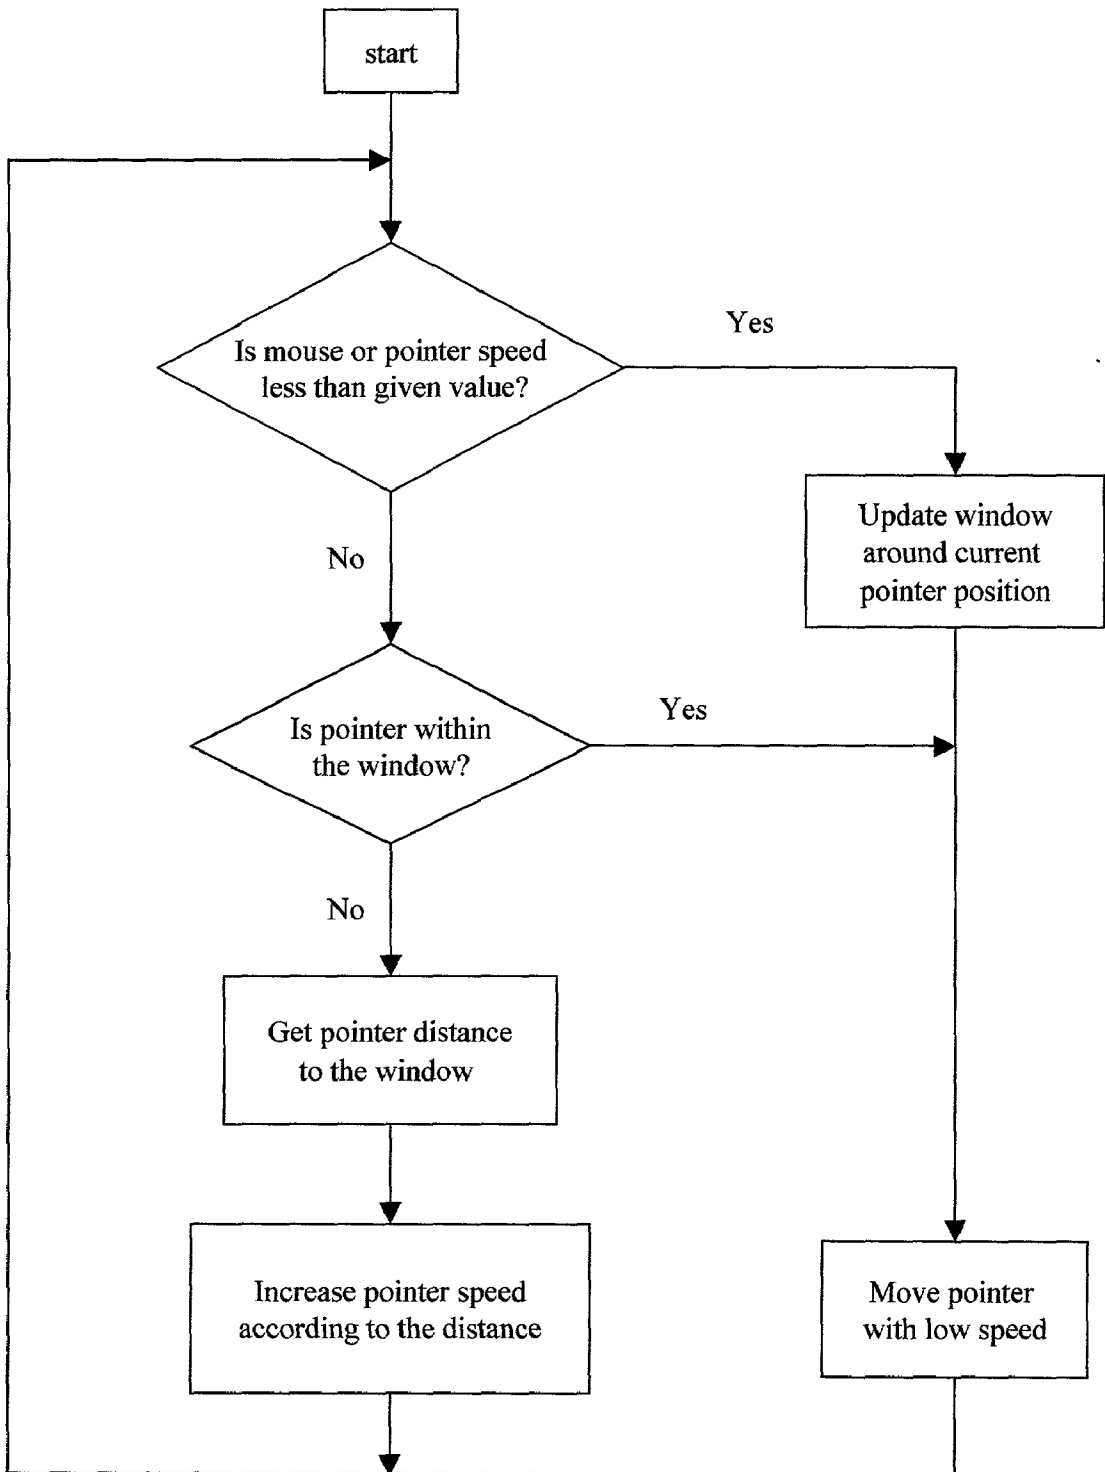 start
Is mouse or pointer speed
less than given value?
Yes
No
Update window
around current
pointer position
Is pointer within
the window?
Yes
No
Get pointer distance
to the window
Increase pointer speed
according to the distance
Move pointer
with low speed